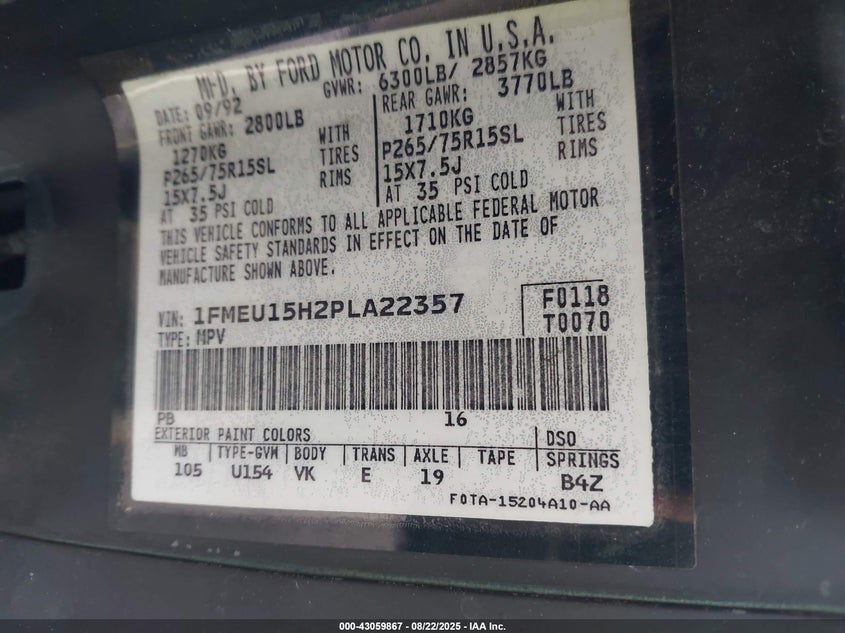 MFD. BY FORD MOTOR CO. IN U.S.A.
DATE: 09/92 GVWR: 6300LB/ 2857KG
FRONT GAWR: 2800LB REAR GAWR: 3770LB
1270KG WITH 1710KG WITH
P265/75R15SL TIRES P265/75R15SL TIRES
15X7.5J RIMS 15X7.5J RIMS
AT 35 PSI COLD AT 35 PSI COLD
THIS VEHICLE CONFORMS TO ALL APPLICABLE FEDERAL MOTOR
VEHICLE SAFETY STANDARDS IN EFFECT ON THE DATE OF
MANUFACTURE SHOWN ABOVE.
VIN: 1FMEU15H2PLA22357 F0118
TYPE: MPV T0070
PB 16
EXTERIOR PAINT COLORS DSO
WB TYPE-GVM BODY TRANS AXLE TAPE SPRINGS
105 U154 VK E 19 B4Z
F0TA-15204A10-AA
000-43059867 - 08/22/2025 - IAA Inc.